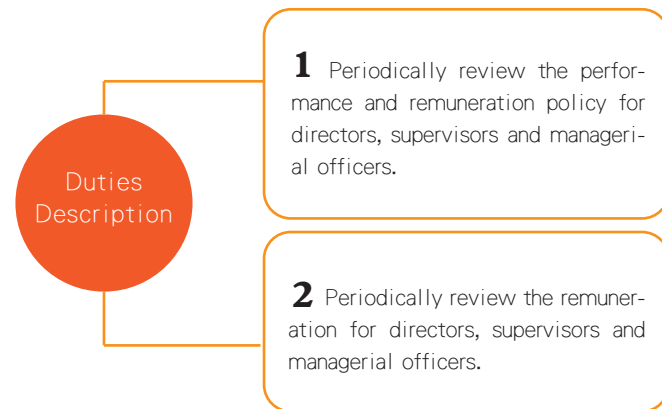 Duties
Description
1 Periodically review the perfor-
mance and remuneration policy for
directors, supervisors and manageri-
al officers.
2 Periodically review the remuner-
ation for directors, supervisors and
managerial officers.